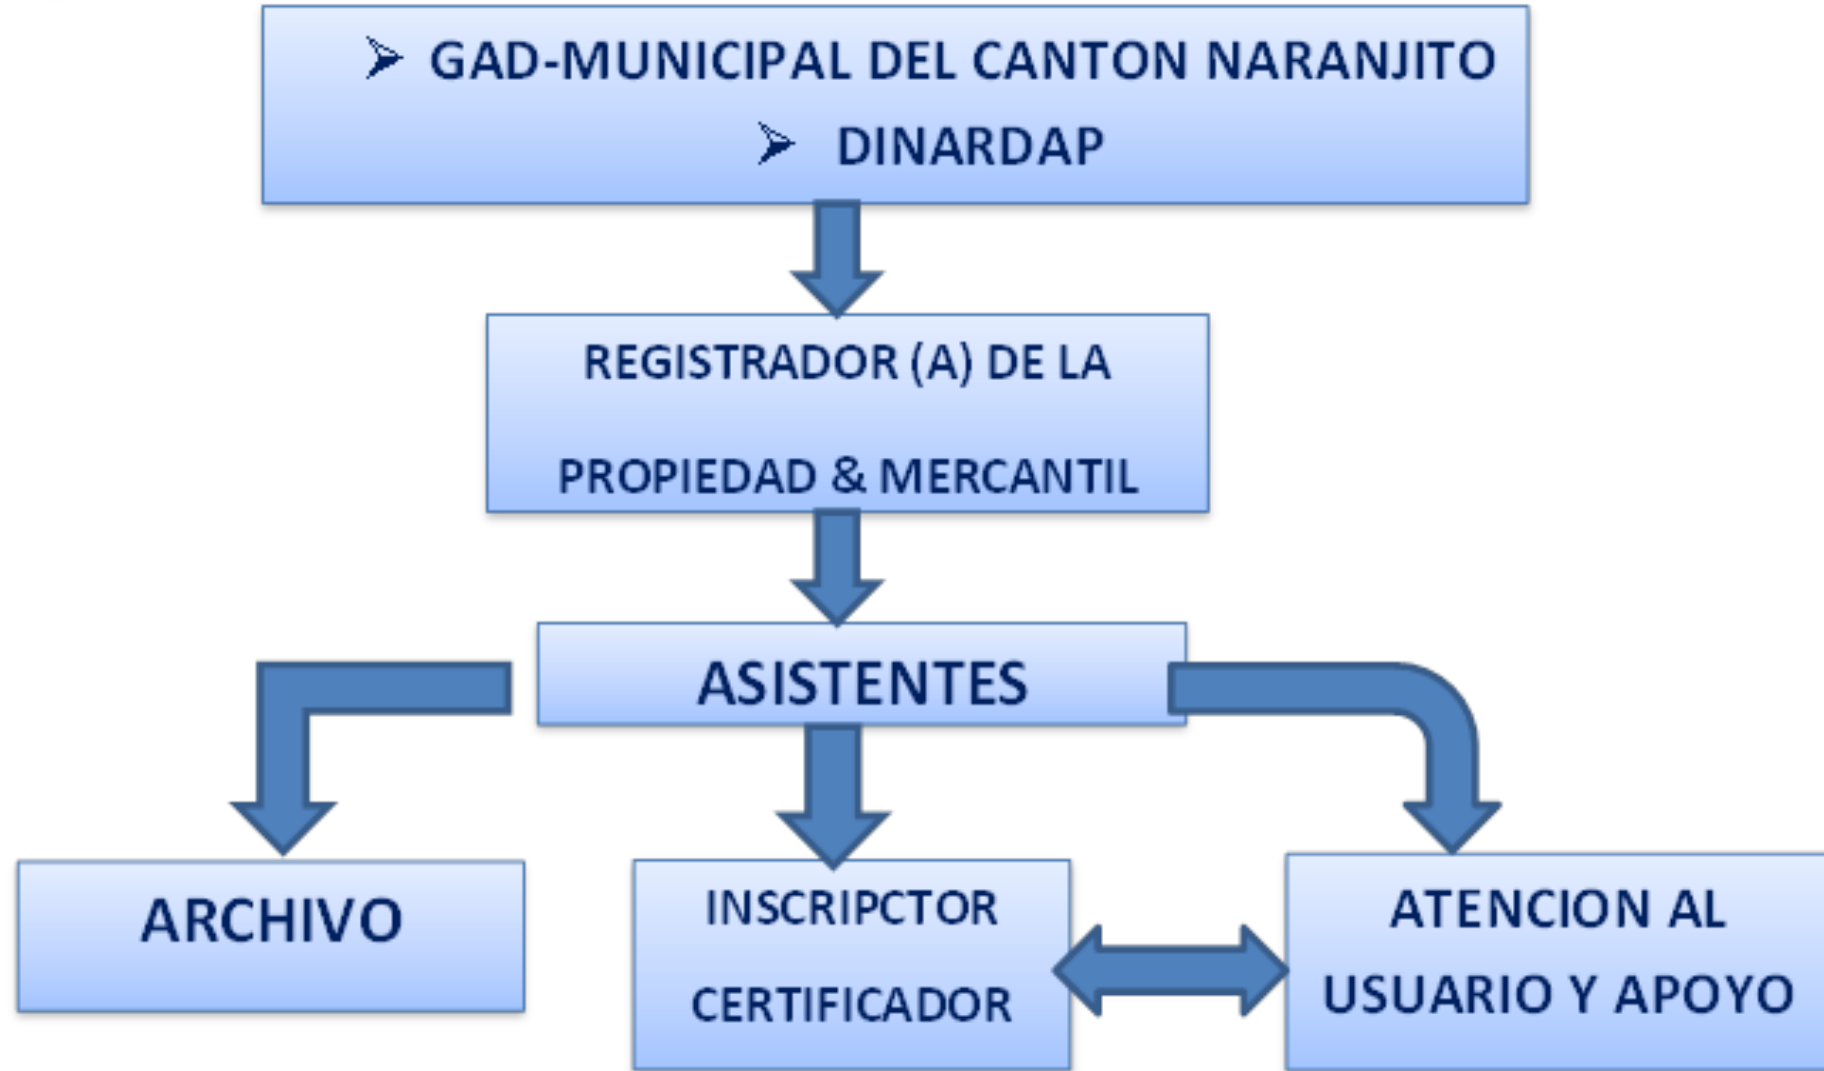 ➢ GAD-MUNICIPAL DEL CANTON NARANJITO
➢ DINARDAP
REGISTRADOR (A) DE LA
PROPIEDAD & MERCANTIL
ASISTENTES
ARCHIVO
INSCRIPCTOR
CERTIFICADOR
ATENCION AL
USUARIO Y APOYO